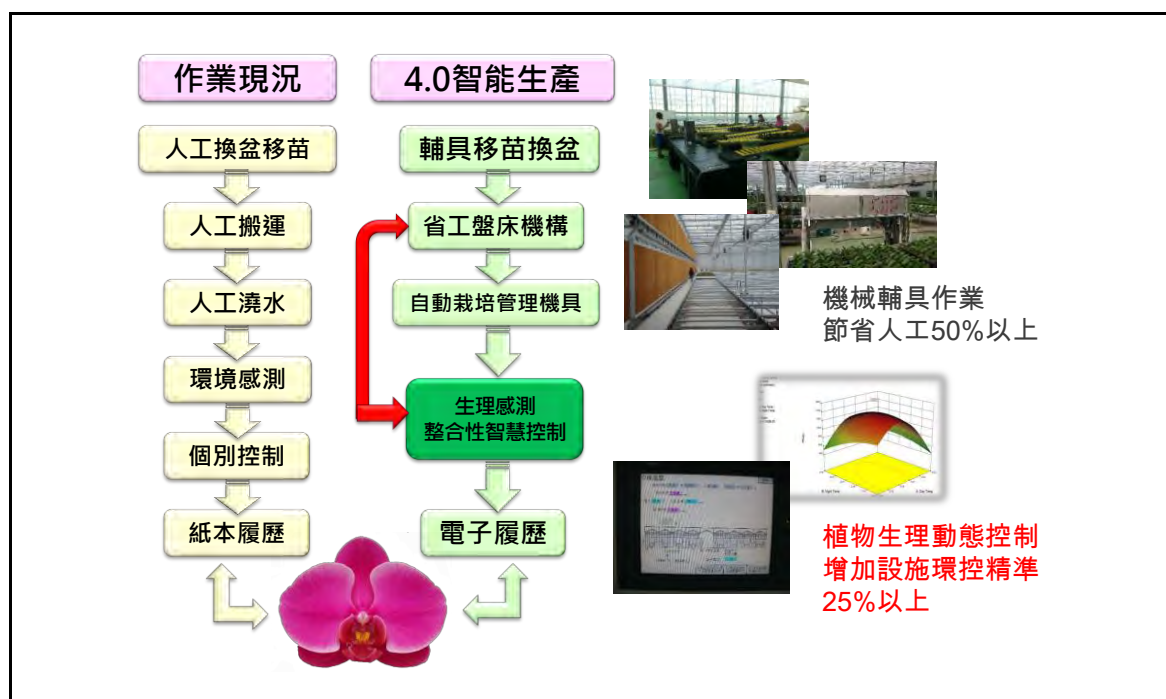 作業現況
人工換盆移苗
人工搬運
人工澆水
環境感測
個別控制
紙本履歷
4.0智能生產
輔具移苗換盆
省工盤床機構
自動栽培管理機具
生理感測
整合性智慧控制
電子履歷
機械輔具作業
節省人工50%以上
植物生理動態控制
增加設施環控精準
25%以上